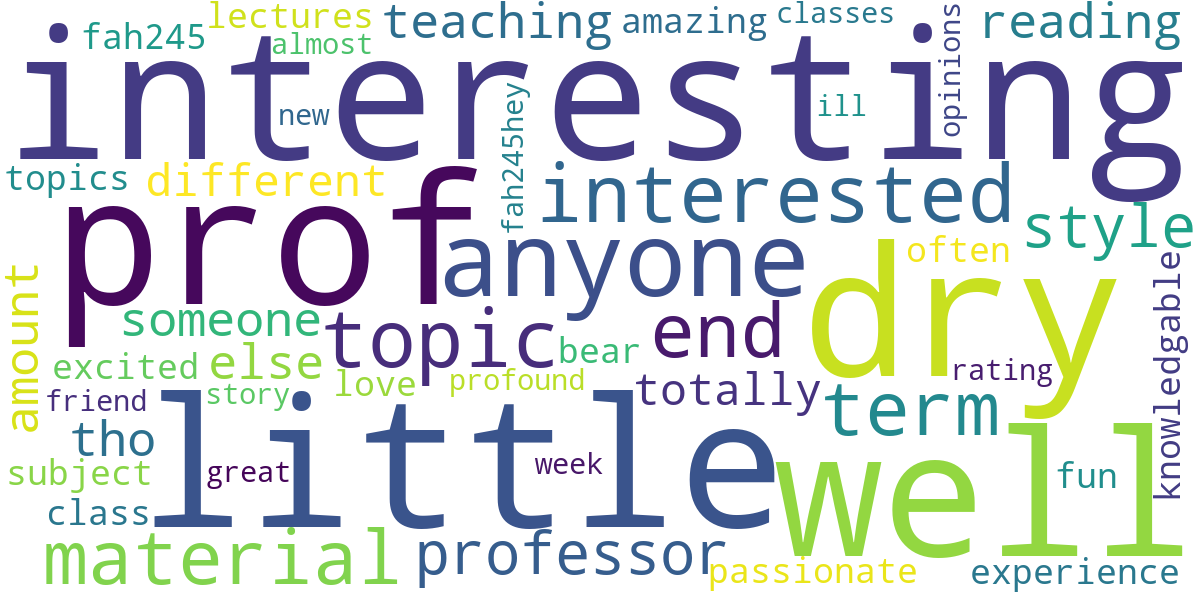 lectures
teaching
amazing
classes
reading
fah245
almost
opinions
interesting
new
fah245hey
ill
topics
different
interested
prof
anyone
style
often
dry
knowledgable
amount
someone
topic
end
excited
else
bear
rating
friend
story
love
profound
totally
term
tho
little
well
subject
great
week
fun
class
material
professor
passionate
experience